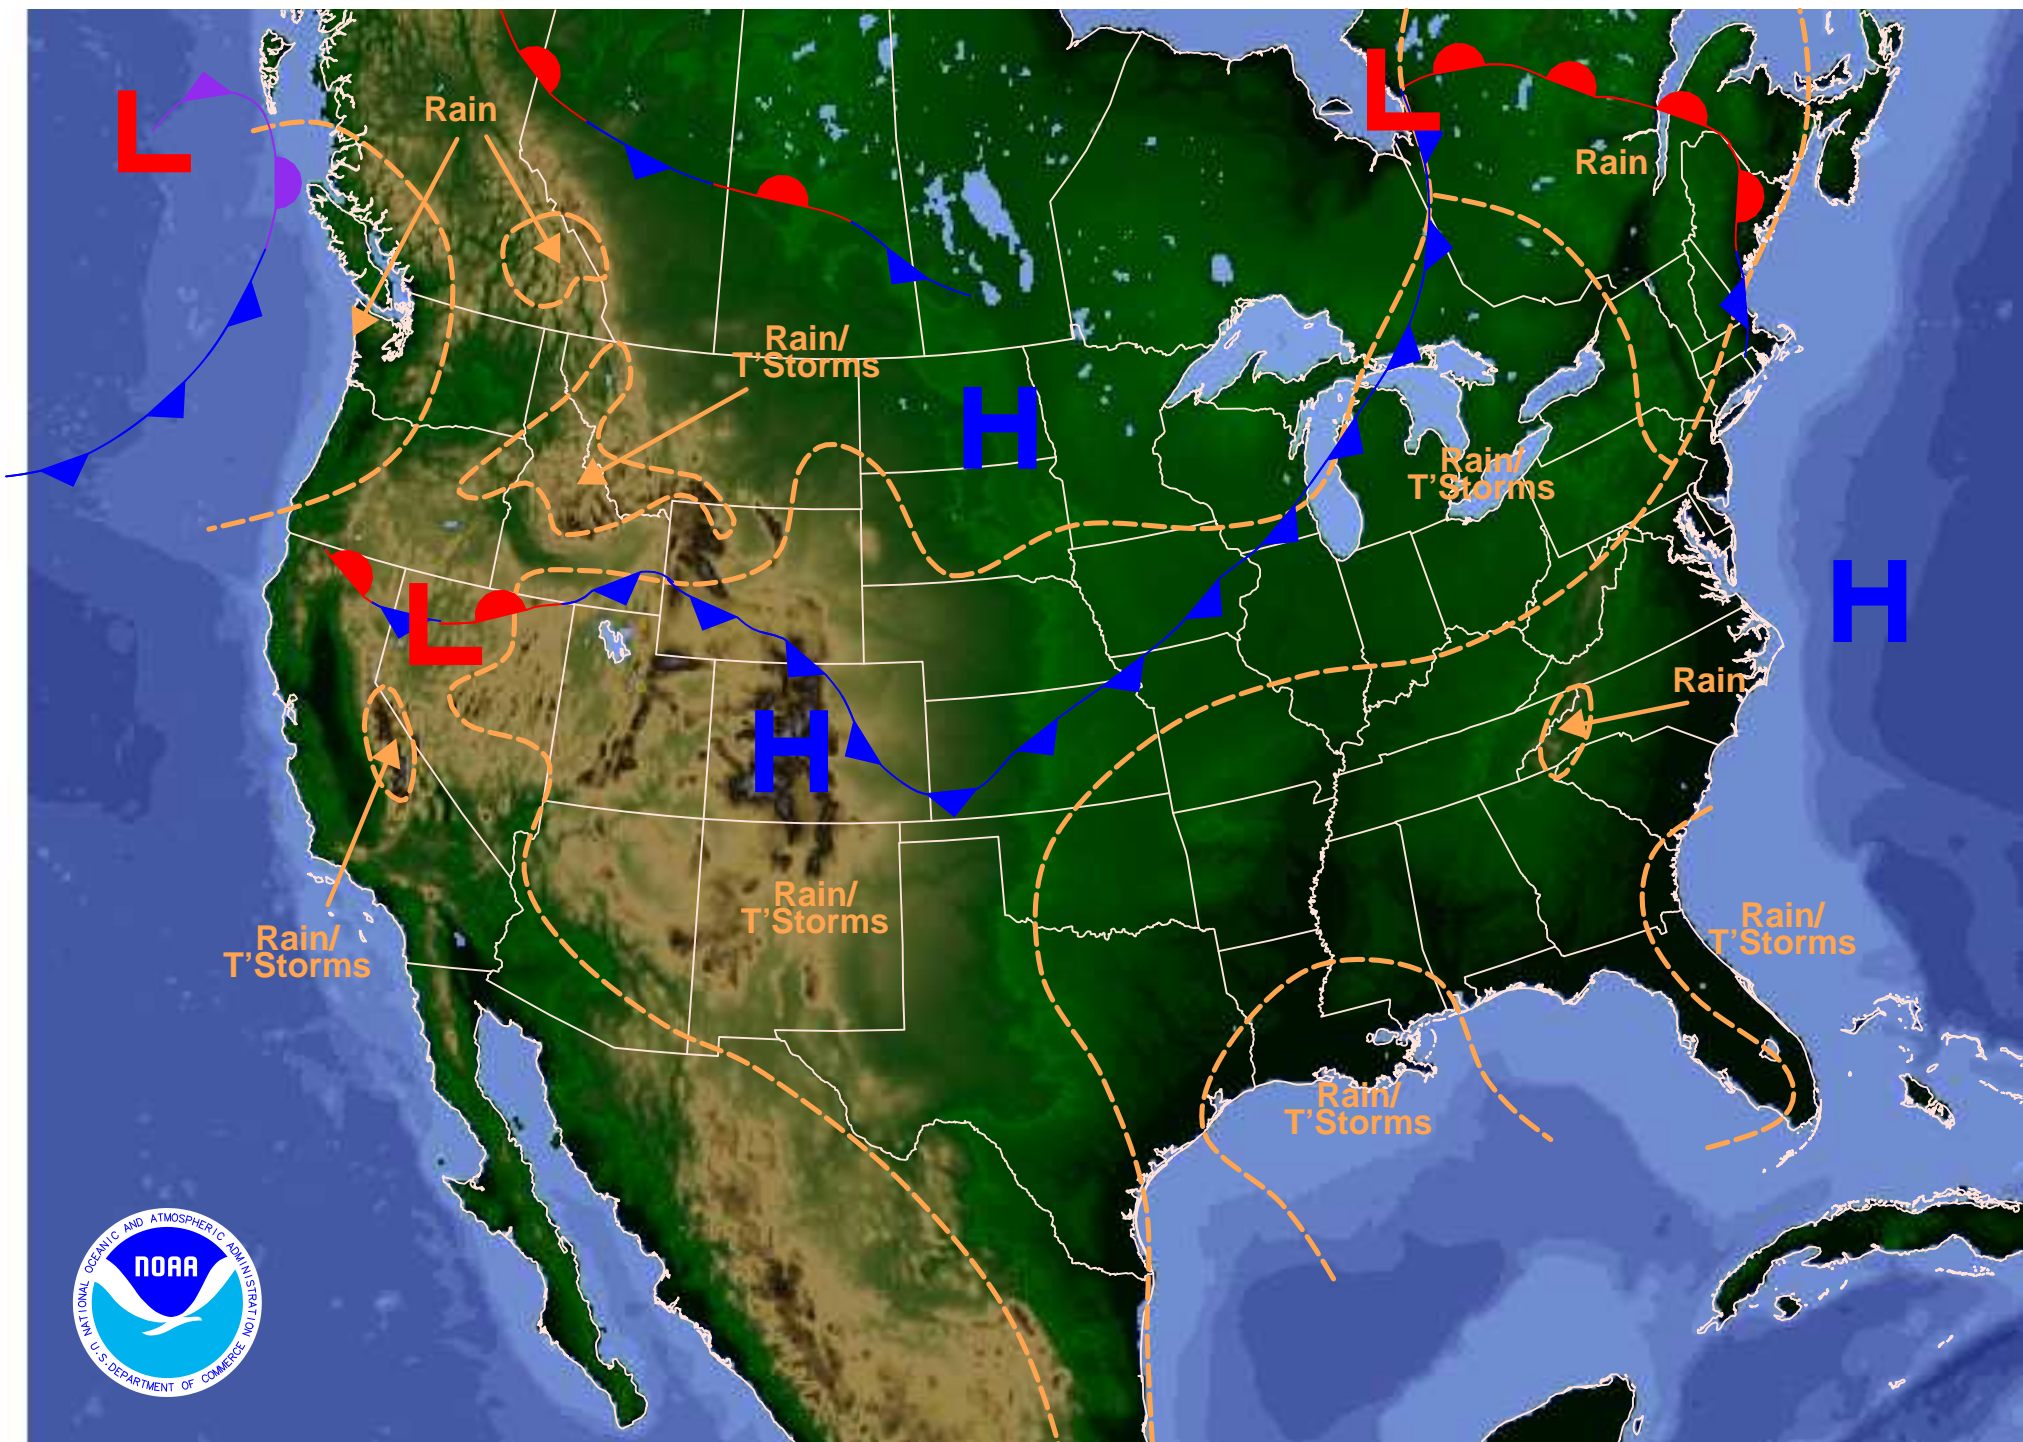 L
Rain
L
Rain
Rain/
T'Storms
H
Rain/
T'Storms
H
L
Rain
H
Rain/
T'Storms
Rain/
T'Storms
Rain/
T'Storms
Rain/
T'Storms
NATIONAL OCEANIC AND ATMOSPHERIC ADMINISTRATION
NOAA
U.S. DEPARTMENT OF COMMERCE